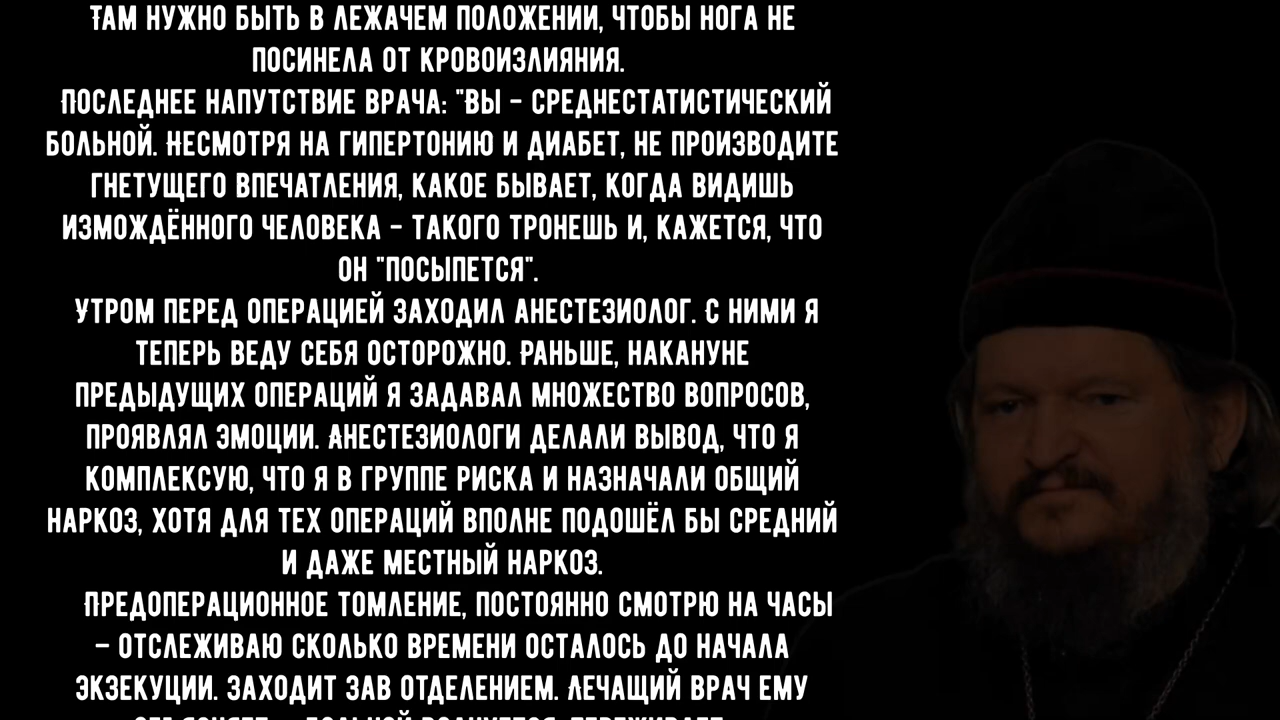 Там нужно быть в лежачем положении, чтобы нога не
посинела от кровоизлияния.
Последнее напутствие врача: "Вы – среднестатистический
больной. Несмотря на гипертонию и диабет, не производите
гнетущего впечатления, какое бывает, когда видишь
измождённого человека – такого тронешь и, кажется, что
он "посыпется".
Утром перед операцией заходил анестезиолог. С ними я
теперь веду себя осторожно. Раньше, накануне
предыдущих операций я задавал множество вопросов,
проявлял эмоции. Анестезиологи делали вывод, что я
комплексую, что я в группе риска и назначали общий
наркоз, хотя для тех операций вполне подошёл бы средний
и даже местный наркоз.
Предоперационное томление, постоянно смотрю на часы
– отслеживаю сколько времени осталось до начала
экзекуции. Заходит зав отделением. Лечащий врач ему